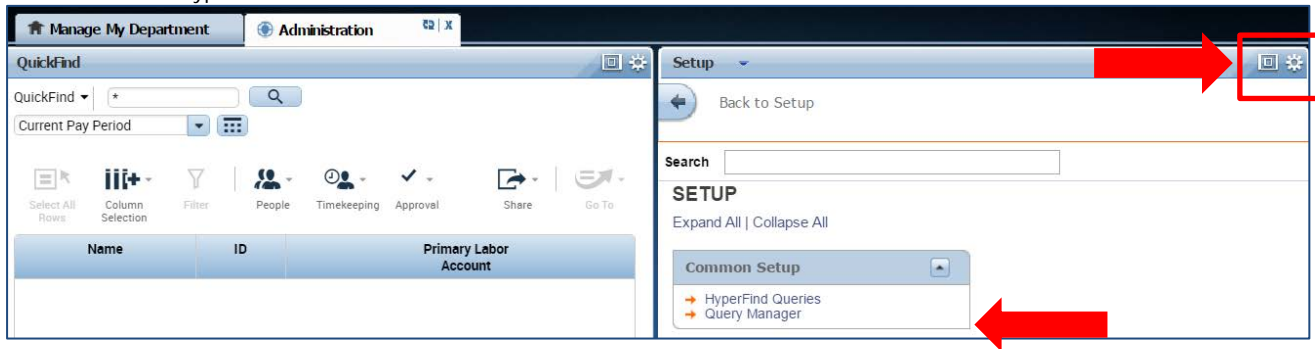 Manage My Department
Administration
X
QuickFind
Setup
QuickFind
*
Current Pay Period
Back to Setup
Search
Select All Rows
Column Selection
Filter
People
Timekeeping
Approval
Share
Go To
SETUP
Expand All | Collapse All
Name
ID
Primary Labor Account
Common Setup
HyperFind Queries
Query Manager